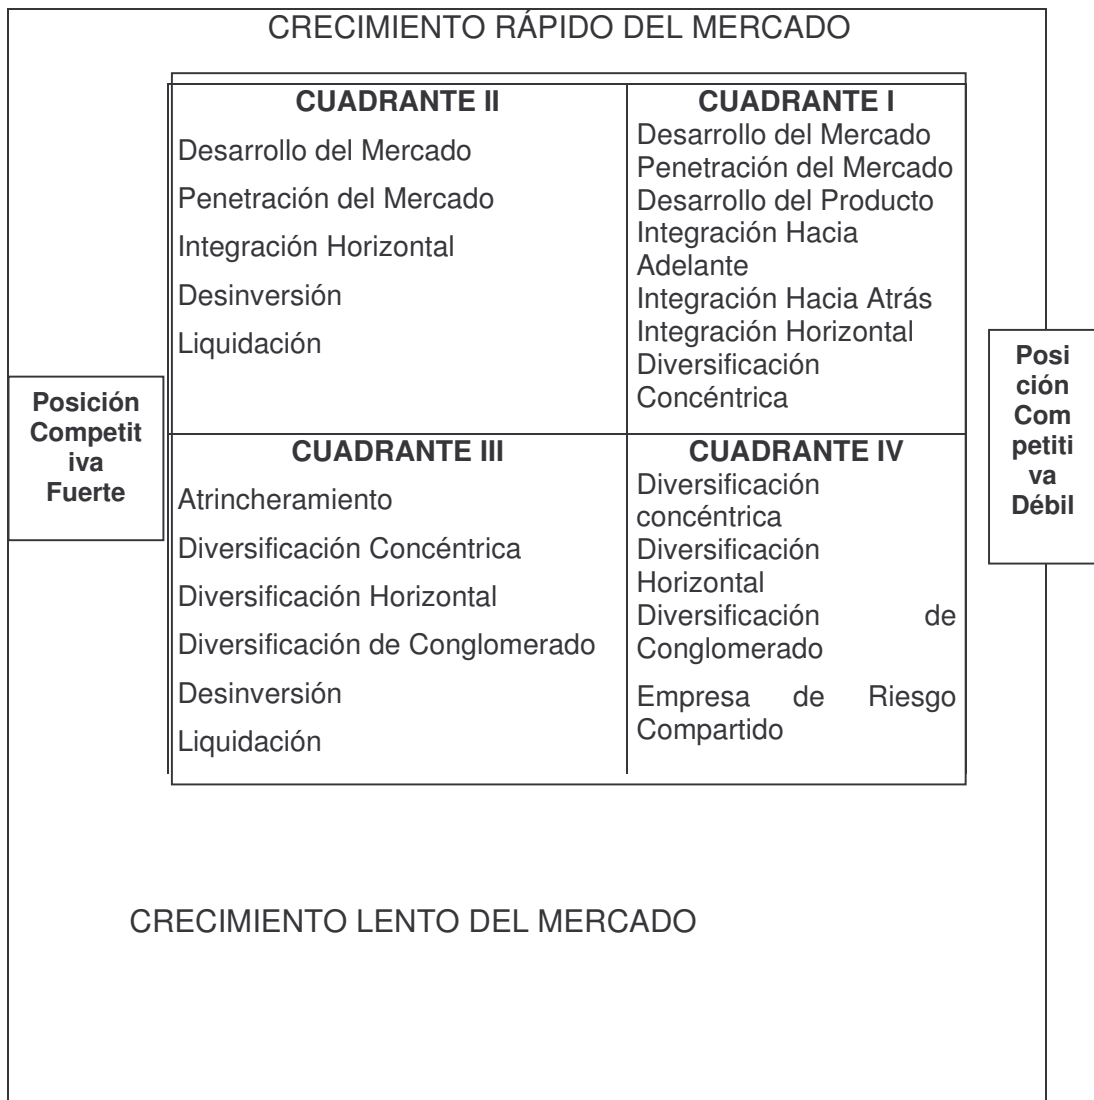 CRECIMIENTO RÁPIDO DEL MERCADO
CUADRANTE II
Desarrollo del Mercado
Penetración del Mercado
Integración Horizontal
Desinversión
Liquidación
CUADRANTE I
Desarrollo del Mercado
Penetración del Mercado
Desarrollo del Producto
Integración Hacia
Adelante
Integración Hacia Atrás
Integración Horizontal
Diversificación
Concéntrica
Posición
Competit
iva
Fuerte
Posi
ción
Com
petiti
va
Débil
CUADRANTE III
Atrincheramiento
Diversificación Concéntrica
Diversificación Horizontal
Diversificación de Conglomerado
Desinversión
Liquidación
CUADRANTE IV
Diversificación
concéntrica
Diversificación
Horizontal
Diversificación de
Conglomerado
Empresa de Riesgo
Compartido
CRECIMIENTO LENTO DEL MERCADO